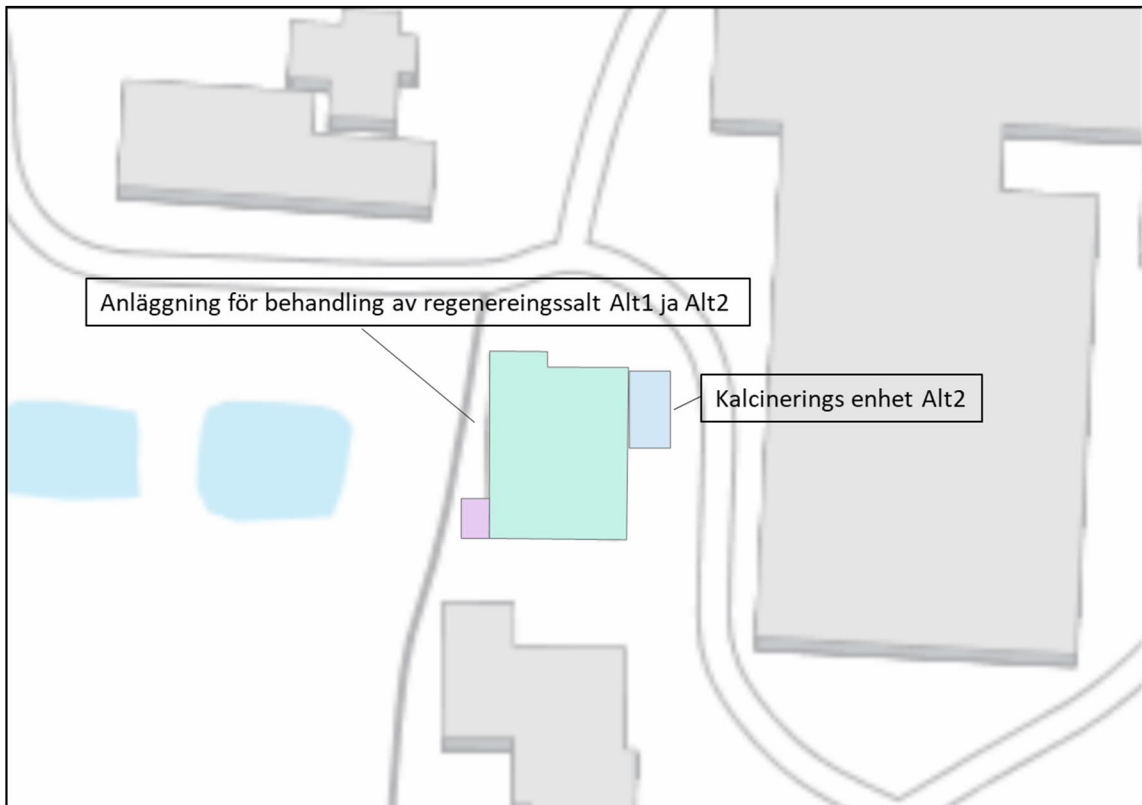 Anläggning för behandling av regenereingssalt Alt1 ja Alt2
Kalcinerings enhet Alt2